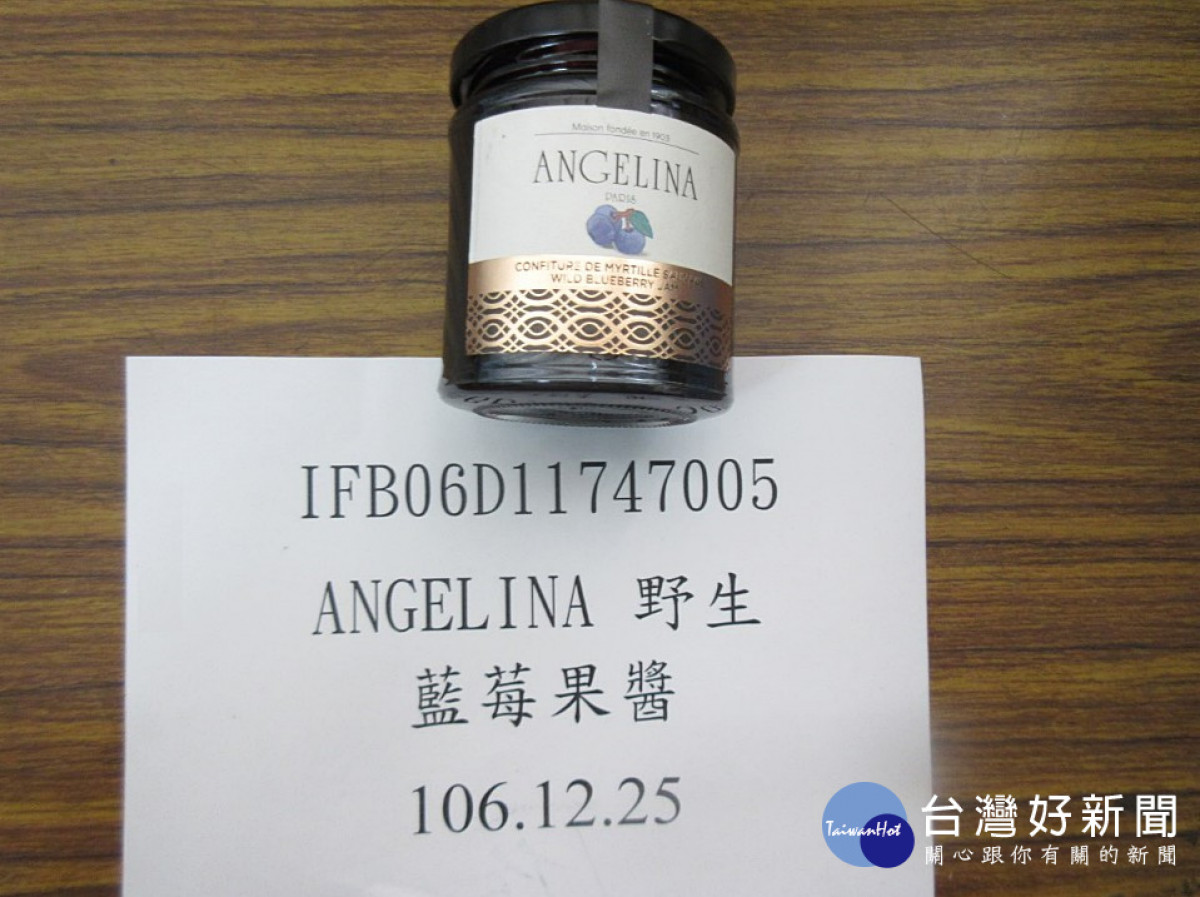 Maison fondée en 1903
ANGELINA
PARIS
CONFITURE DE MYRTILLE
WILD BLUEBERRY JAM
IFB06D11747005
ANGELINA 野生
藍莓果醬
106.12.25
TaiwanHot
台灣好新聞
關心跟你有關的新聞